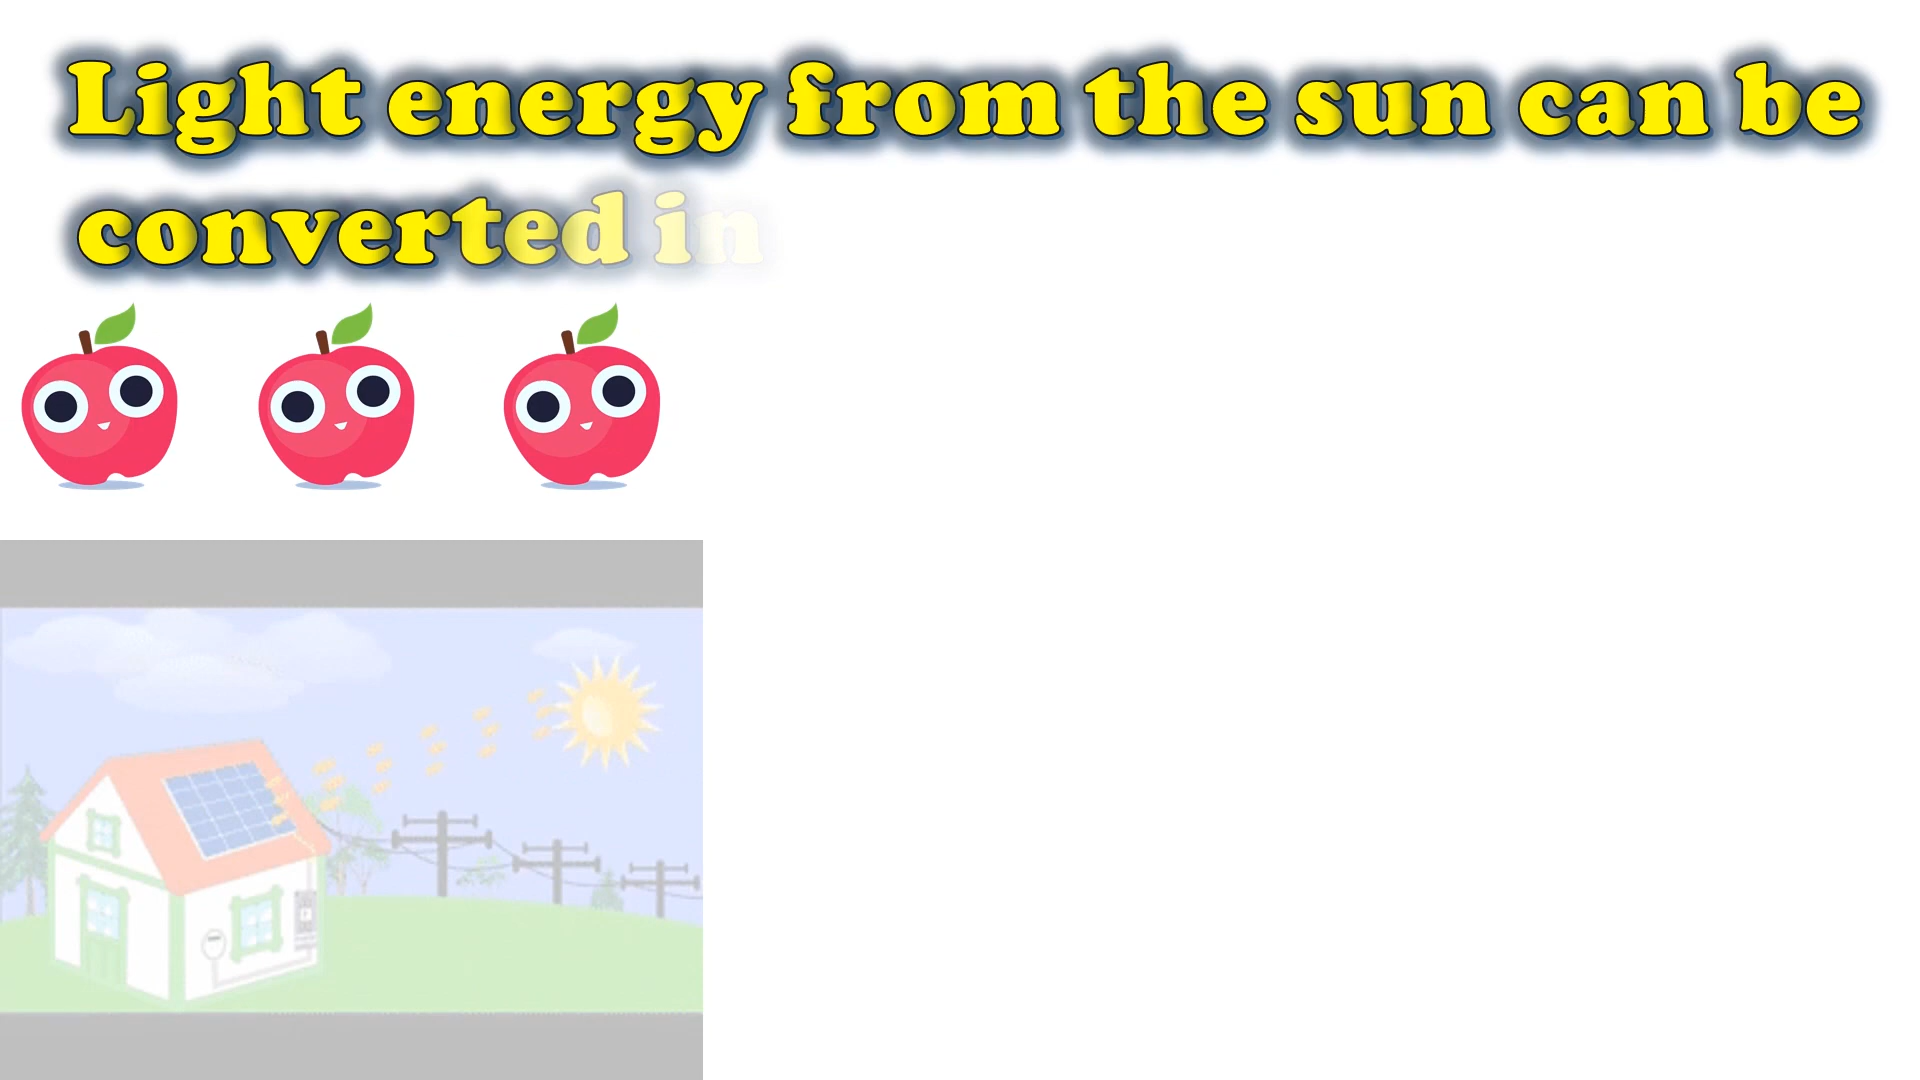 Light energy from the sun can be
converted in